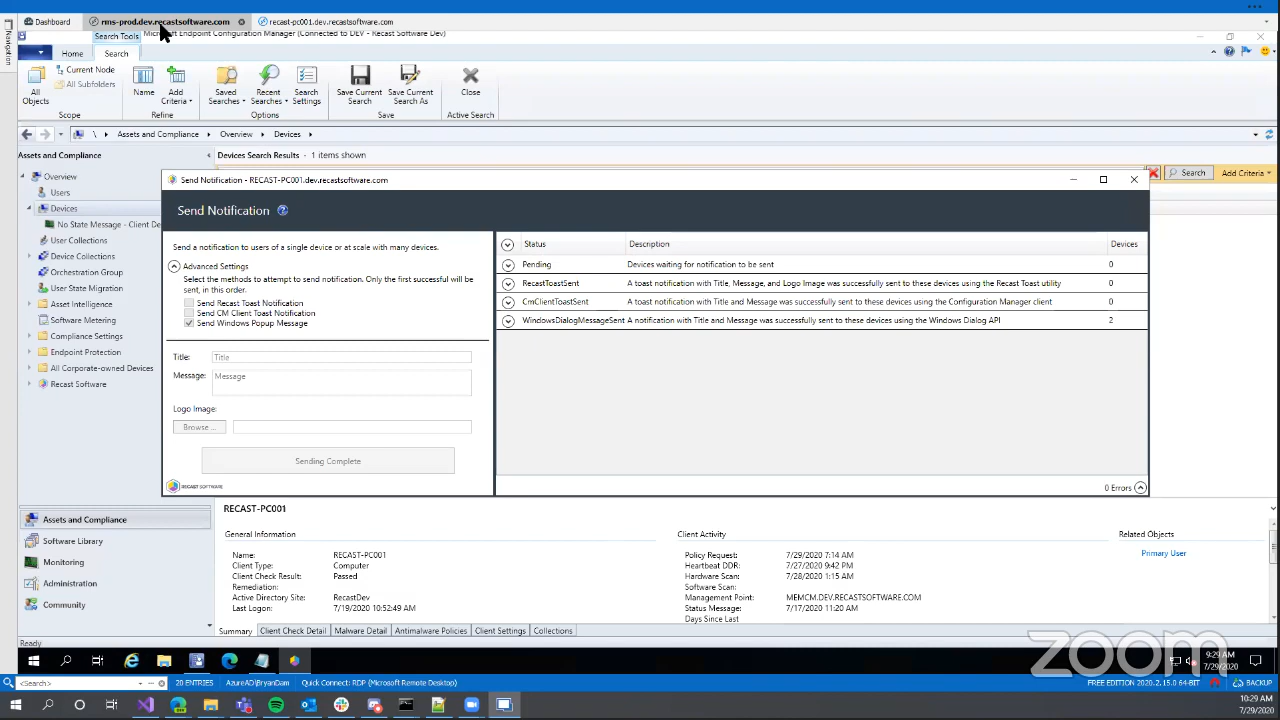 Dashboard
rms-prod.dev.recastsoftware.com
recast-pc001.dev.recastsoftware.com
Navigation
Search Tools
Microsoft Endpoint Configuration Manager (Connected to DEV - Recast Software Dev)
Home
Search
All Objects
Current Node
All Subfolders
Name
Add Criteria
Saved Searches
Recent Searches
Search Settings
Save Current Search
Save Current Search As
Close
Scope
Refine
Options
Save
Active Search
\
Assets and Compliance
Overview
Devices
Assets and Compliance
Devices Search Results • 1 items shown
Search
Add Criteria
Overview
Users
Devices
No State Message - Client De
User Collections
Device Collections
Orchestration Group
User State Migration
Asset Intelligence
Software Metering
Compliance Settings
Endpoint Protection
All Corporate-owned Devices
Recast Software
Send Notification - RECAST-PC001.dev.recastsoftware.com
Send Notification
Send a notification to users of a single device or at scale with many devices.
Advanced Settings
Select the methods to attempt to send notification. Only the first successful will be
sent, in this order.
Send Recast Toast Notification
Send CM Client Toast Notification
Send Windows Popup Message
Title: Title
Message: Message
Logo Image:
Browse ...
Sending Complete
RECAST SOFTWARE
Status Description Devices
Pending Devices waiting for notification to be sent 0
RecastToastSent A toast notification with Title, Message, and Logo Image was successfully sent to these devices using the Recast Toast utility 0
CmClientToastSent A toast notification with Title and Message was successfully sent to these devices using the Configuration Manager client 0
WindowsDialogMessageSent A notification with Title and Message was successfully sent to these devices using the Windows Dialog API 2
0 Errors
Assets and Compliance
Software Library
Monitoring
Administration
Community
RECAST-PC001
General Information
Name: RECAST-PC001
Client Type: Computer
Client Check Result: Passed
Remediation:
Active Directory Site: RecastDev
Last Logon: 7/19/2020 10:52:49 AM
Client Activity
Policy Request: 7/29/2020 7:14 AM
Heartbeat DDR: 7/27/2020 9:42 PM
Hardware Scan: 7/28/2020 1:15 AM
Software Scan:
Management Point: MEMCM.DEV.RECASTSOFTWARE.COM
Status Message: 7/17/2020 11:20 AM
Days Since Last
Related Objects
Primary User
Summary
Client Check Detail
Malware Detail
Antimalware Policies
Client Settings
Collections
Ready
9:29 AM
7/29/2020
zoom
<Search>
20 ENTRIES
AzureAD\BryanDam
Quick Connect: RDP (Microsoft Remote Desktop)
FREE EDITION 2020.2.15.0 64-BIT
BACKUP
10:29 AM
7/29/2020